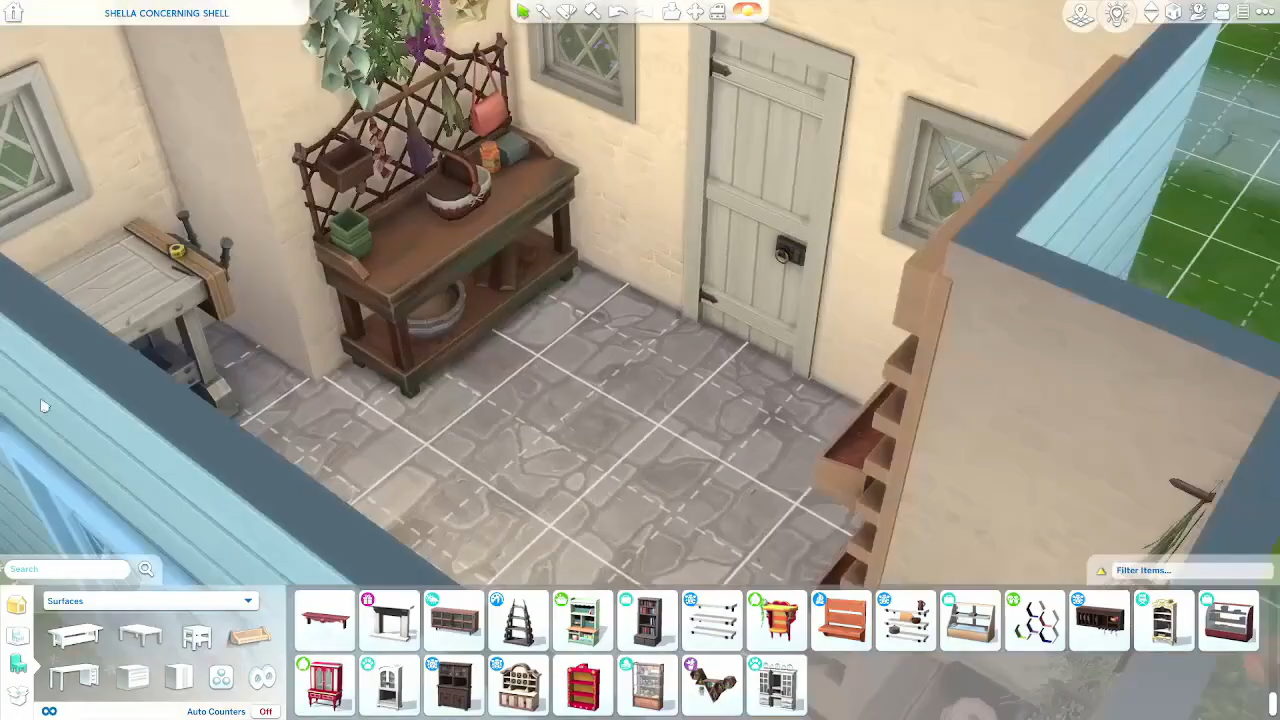 SHELLA CONCERNING SHELL
Search
Filter Items...
Surfaces
Auto Counters Off